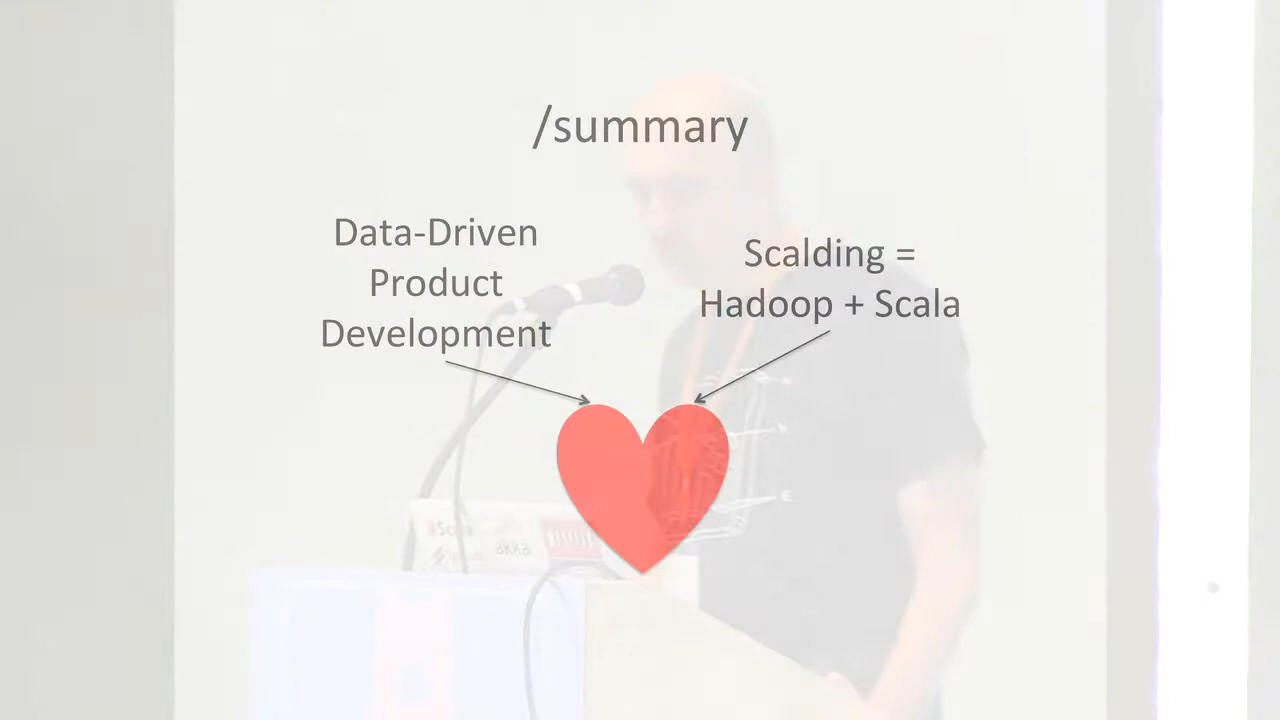 /summary
Data-Driven
Product
Development
Scalding =
Hadoop + Scala